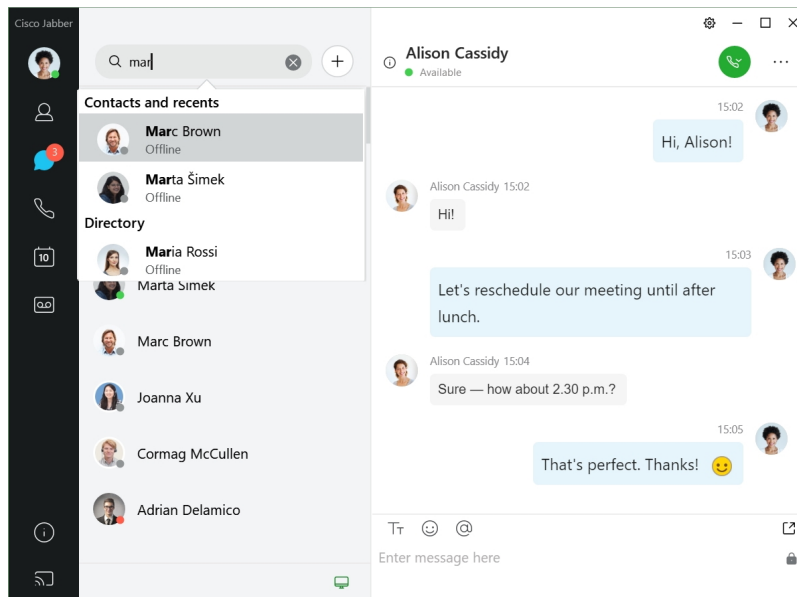 Cisco Jabber
mar
Contacts and recents
Marc Brown
Offline
Marta Šimek
Offline
Directory
Maria Rossi
Offline
Marta Simek
Marc Brown
Joanna Xu
Cormag McCullen
Adrian Delamico
3
10
Alison Cassidy
Available
15:02
Hi, Alison!
Alison Cassidy 15:02
Hi!
15:03
Let's reschedule our meeting until after
lunch.
Alison Cassidy 15:04
Sure — how about 2.30 p.m.?
15:05
That's perfect. Thanks!
Tт
@
Enter message here